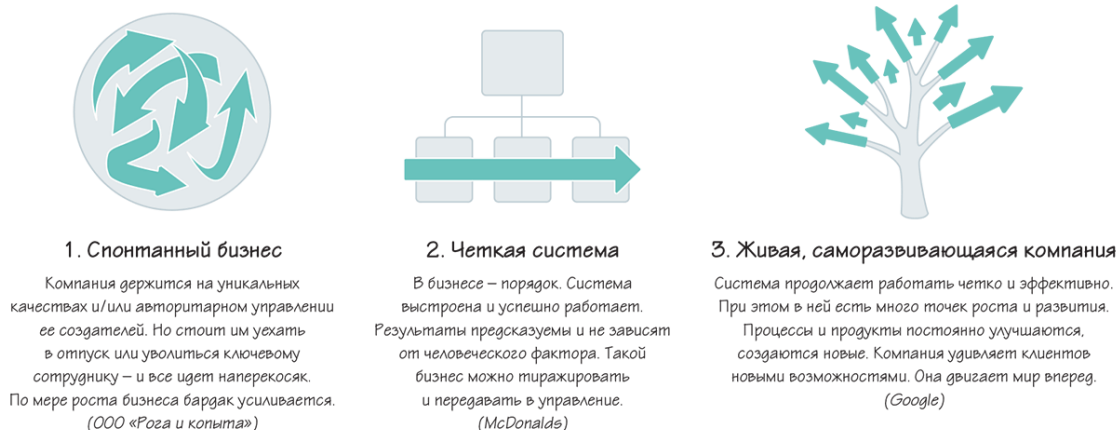 1. Спонтанный бизнес
Компания держится на уникальных
качествах и/или авторитарном управлении
ее создателей. Но стоит им уехать
в отпуск или уволиться ключевому
сотруднику – и все идет наперекосяк.
По мере роста бизнеса бардак усиливается.
(ООО «Рога и копыта»)
2. Четкая система
В бизнесе – порядок. Система
выстроена и успешно работает.
Результаты предсказуемы и не зависят
от человеческого фактора. Такой
бизнес можно тиражировать
и передавать в управление.
(McDonalds)
3. Живая, саморазвивающаяся компания
Система продолжает работать четко и эффективно.
При этом в ней есть много точек роста и развития.
Процессы и продукты постоянно улучшаются,
создаются новые. Компания удивляет клиентов
новыми возможностями. Она двигает мир вперед.
(Google)